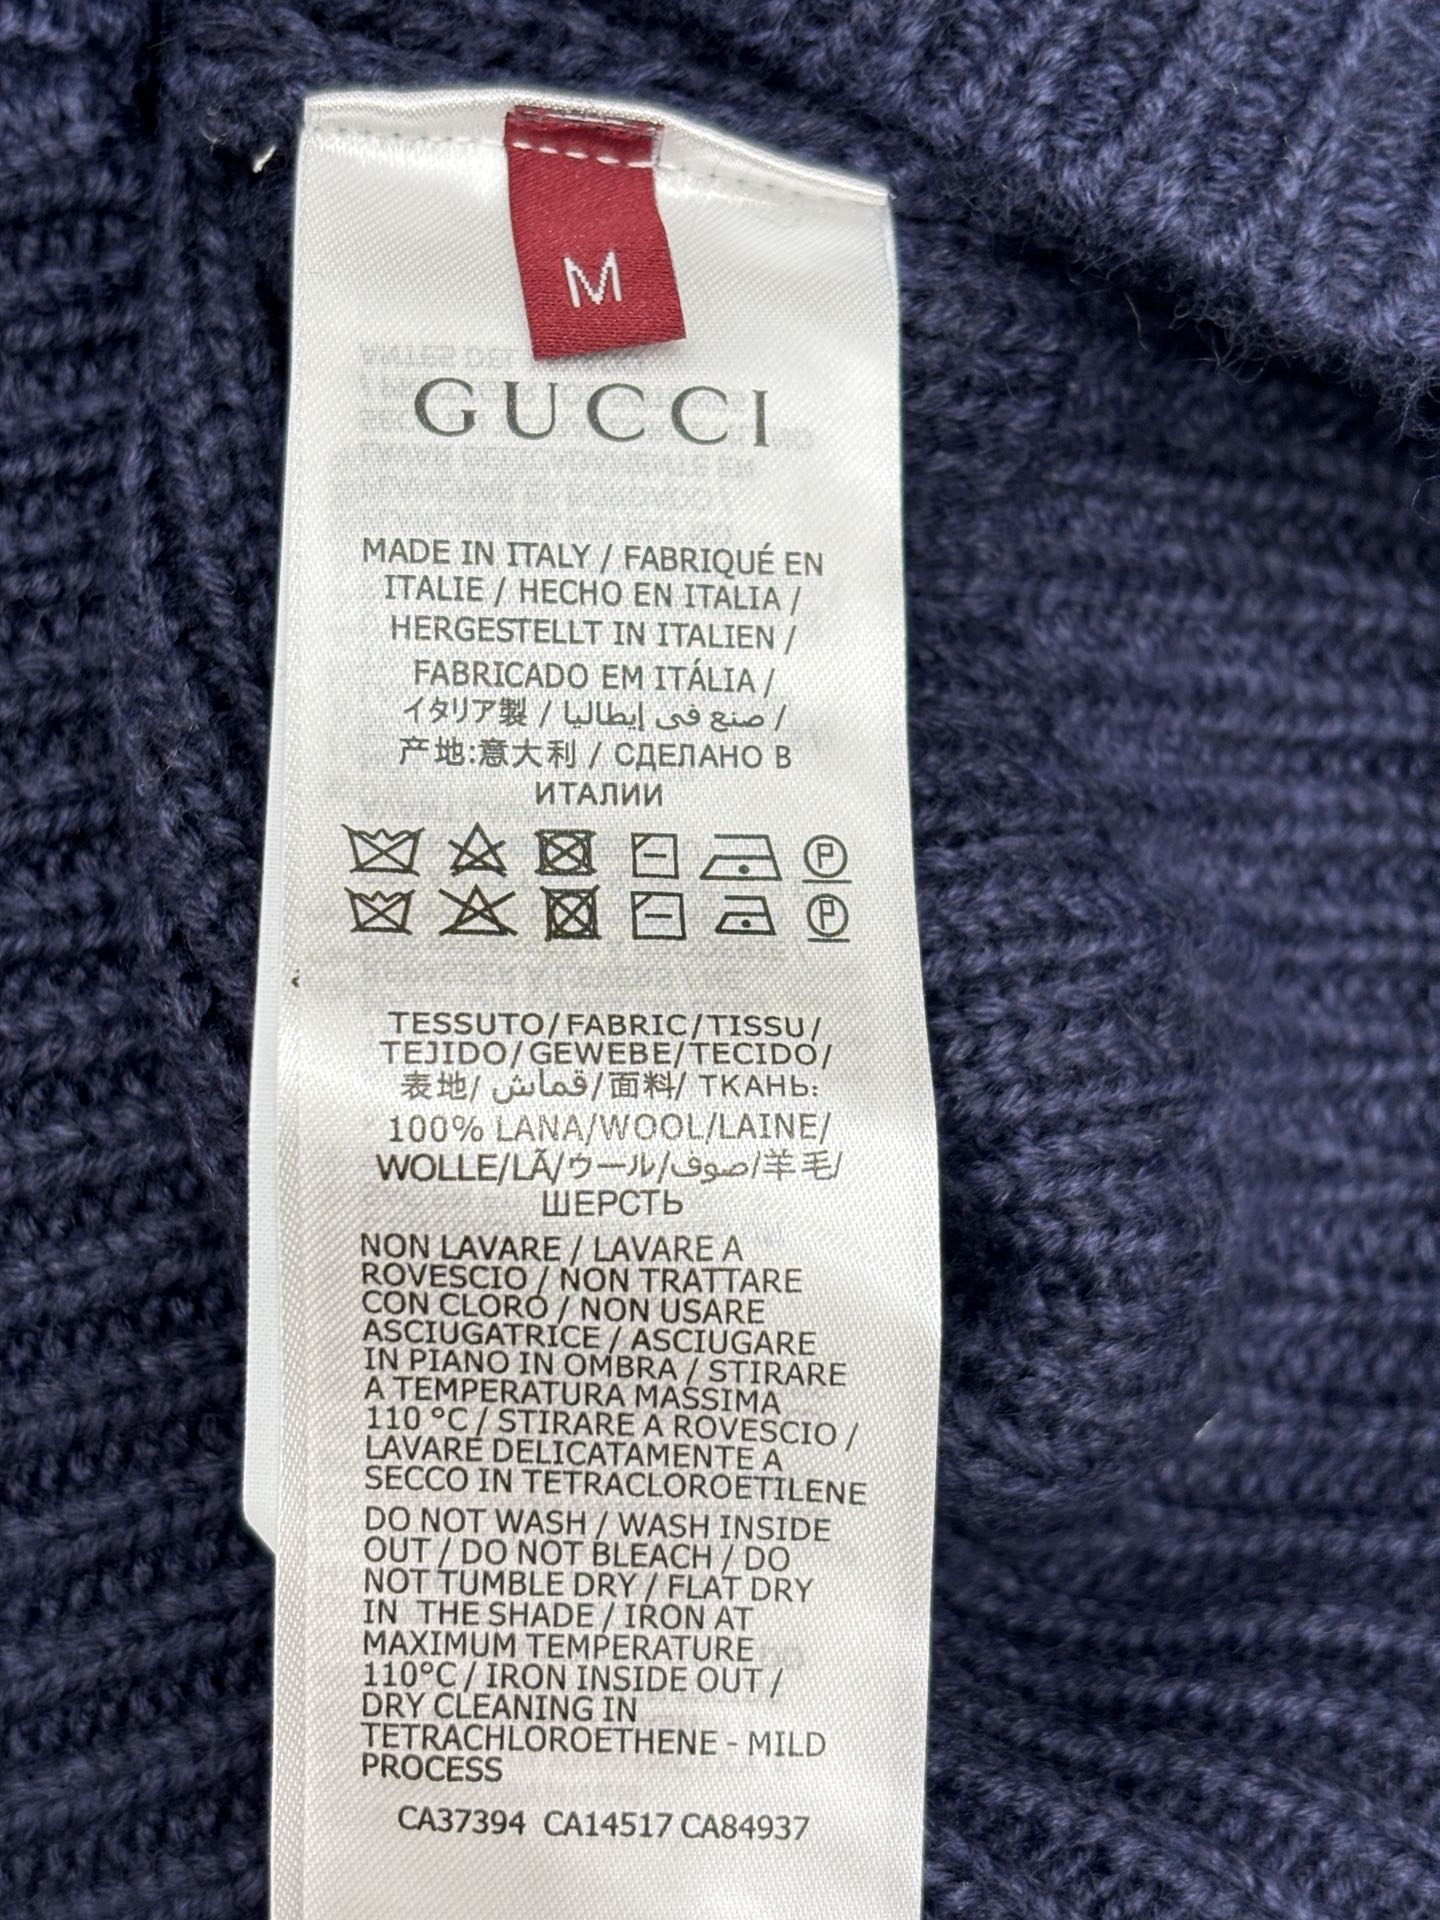 M
GUCCI
MADE IN ITALY / FABRIQUÉ EN
ITALIE / HECHO EN ITALIA /
HERGESTELLT IN ITALIEN /
FABRICADO EM ITÁLIA /
イタリア製 / صنع في إيطاليا /
产地:意大利 / СДЕЛАНО В
ИТАЛИИ
P
P
TESSUTO/FABRIC/TISSU/
TEJIDO/GEWEBE/TECIDO/
表地/ قماش/面料/ ТКАНЬ:
100% LANA/WOOL/LAINE/
WOLLE/LÃ/ウール/صوف/羊毛/
ШЕРСТЬ
NON LAVARE / LAVARE A
ROVESCIO / NON TRATTARE
CON CLORO / NON USARE
ASCIUGATRICE / ASCIUGARE
IN PIANO IN OMBRA / STIRARE
A TEMPERATURA MASSIMA
110 °C / STIRARE A ROVESCIO /
LAVARE DELICATAMENTE A
SECCO IN TETRACLOROETILENE
DO NOT WASH / WASH INSIDE
OUT / DO NOT BLEACH / DO
NOT TUMBLE DRY / FLAT DRY
IN THE SHADE / IRON AT
MAXIMUM TEMPERATURE
110°C / IRON INSIDE OUT /
DRY CLEANING IN
TETRACHLOROETHENE - MILD
PROCESS
CA37394 CA14517 CA84937